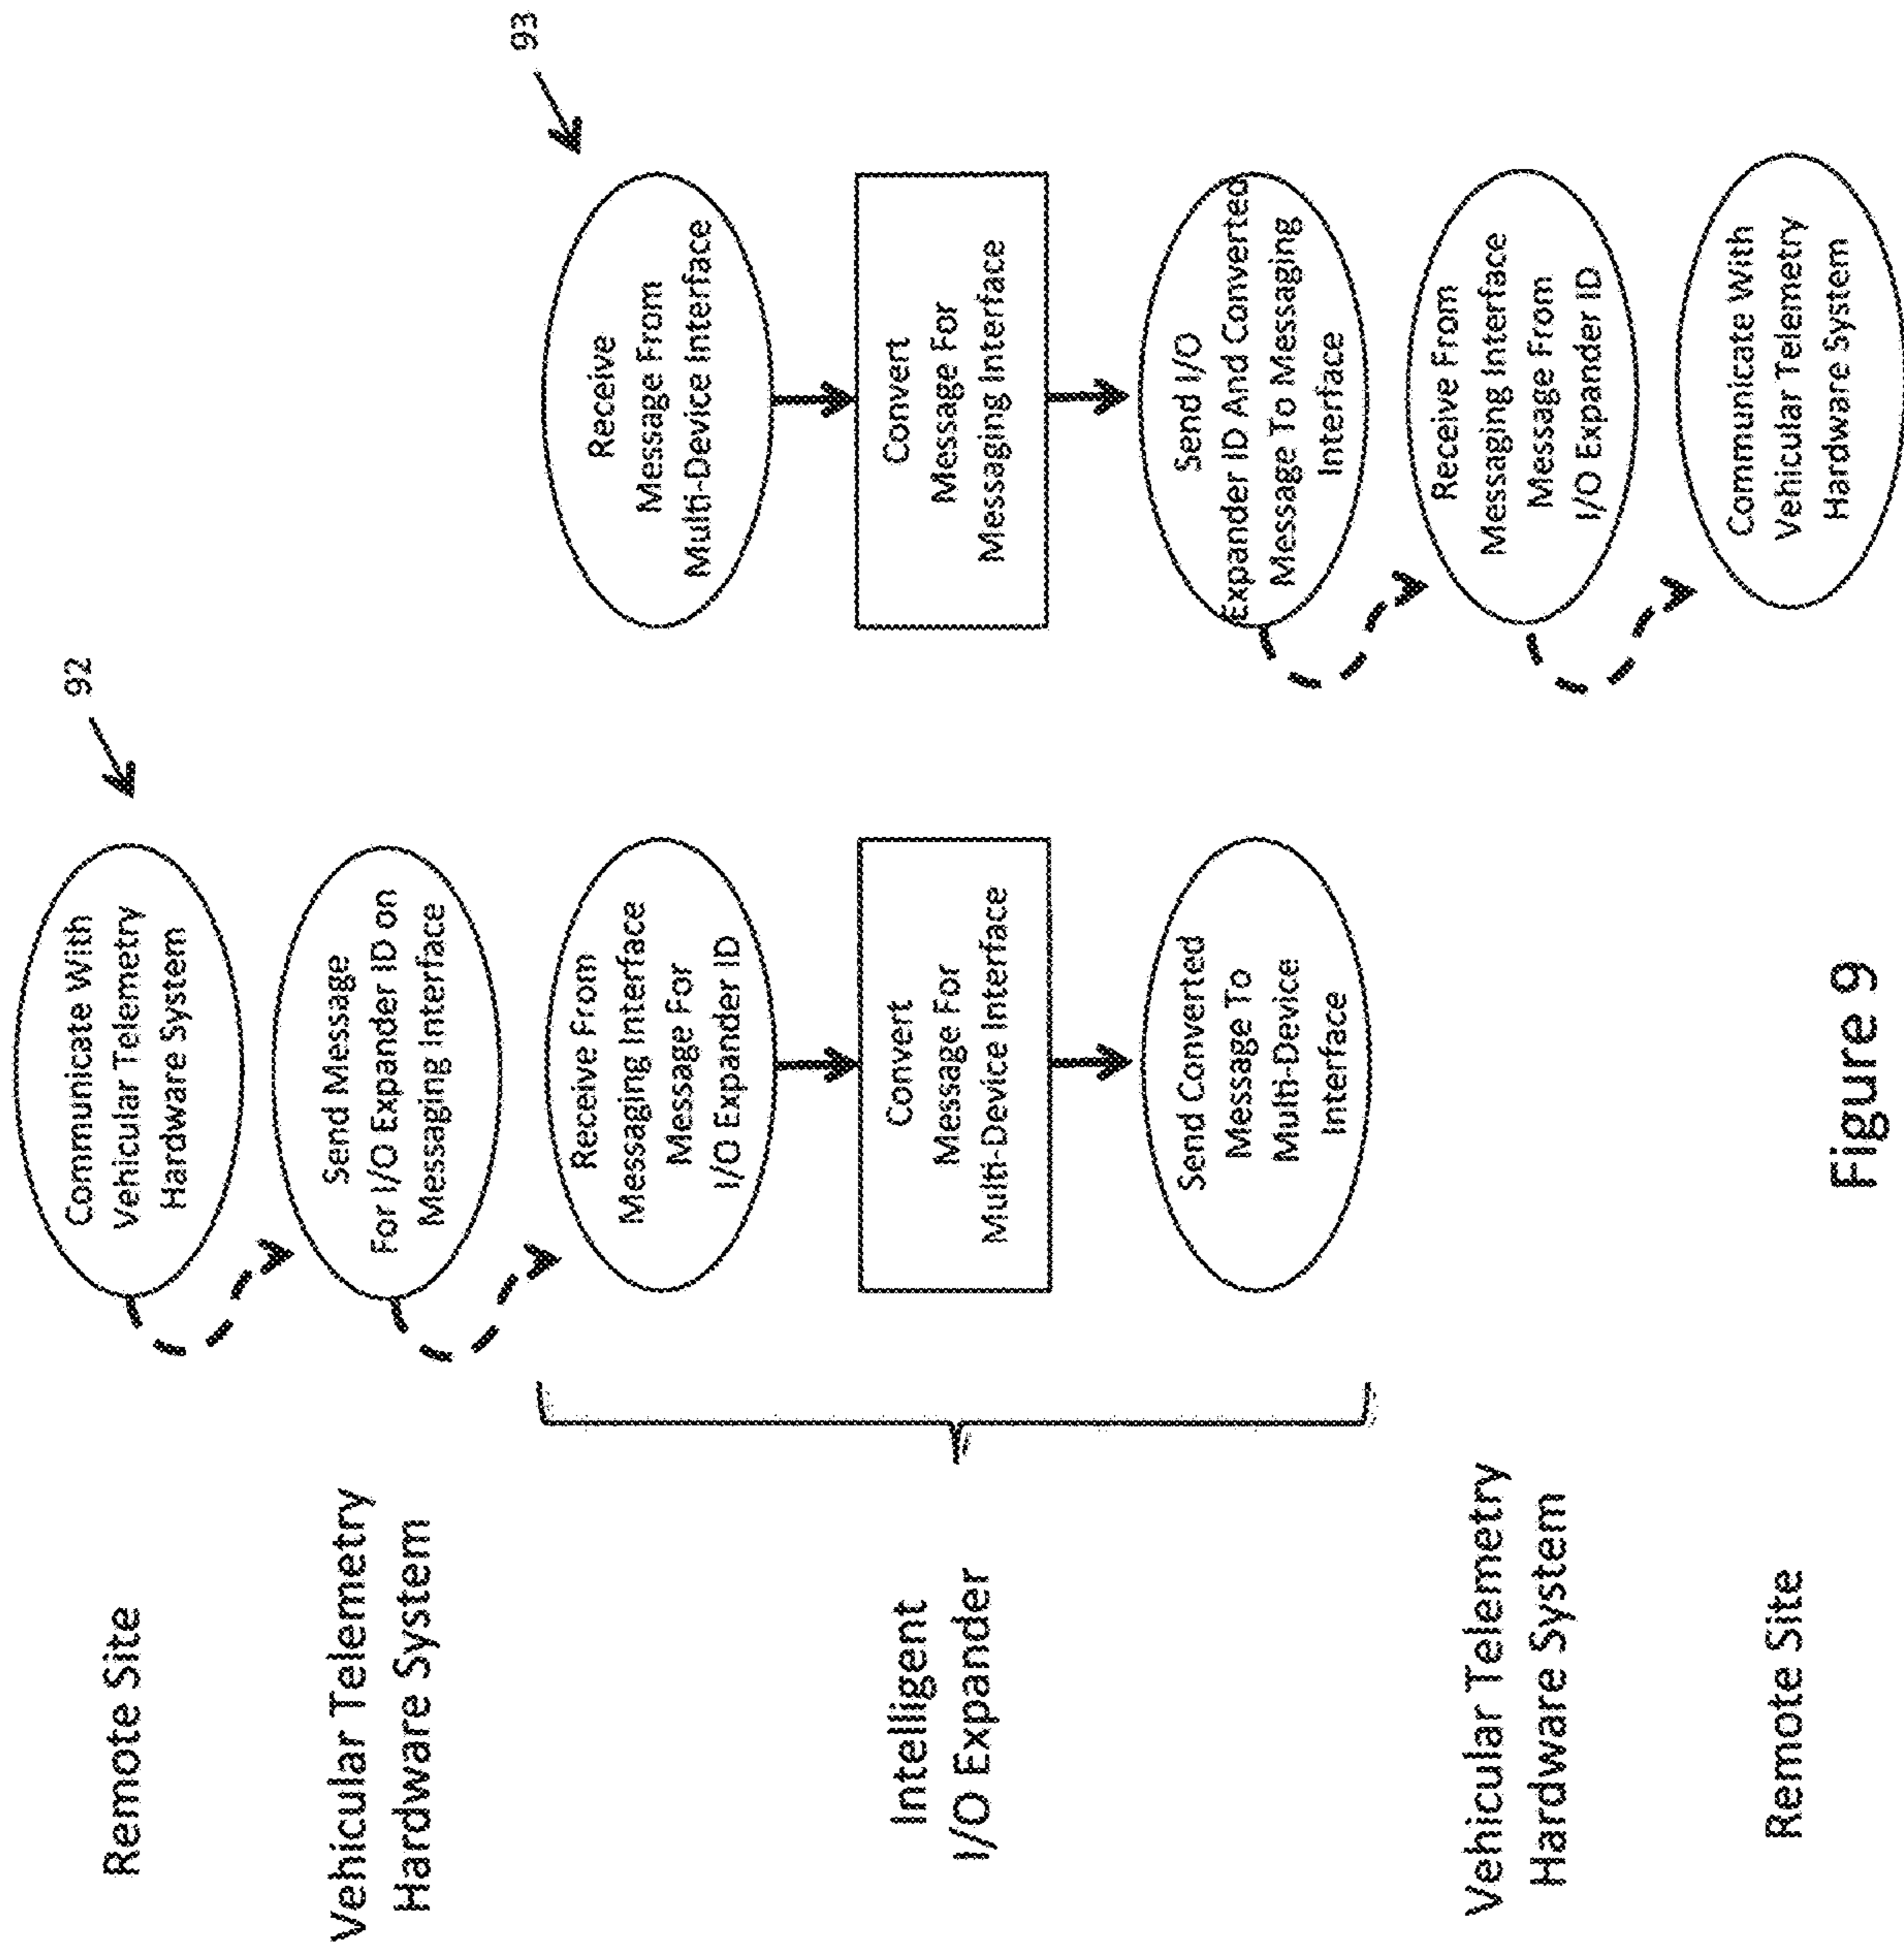 Remote Site
Vehicular Telemetry
Hardware System
Intelligent
I/O Expander
Vehicular Telemetry
Hardware System
Remote Site
92
Communicate With
Vehicular Telemetry
Hardware System
Send Message
For I/O Expander ID on
Messaging Interface
Receive From
Messaging Interface
Message For
I/O Expander ID
Convert
Message For
Multi-Device Interface
Send Converted
Message To
Multi-Device
Interface
93
Receive
Message From
Multi-Device Interface
Convert
Message For
Messaging Interface
Send I/O
Expander ID And Converted
Message To Messaging
Interface
Receive From
Messaging Interface
Message From
I/O Expander ID
Communicate With
Vehicular Telemetry
Hardware System
Figure 9